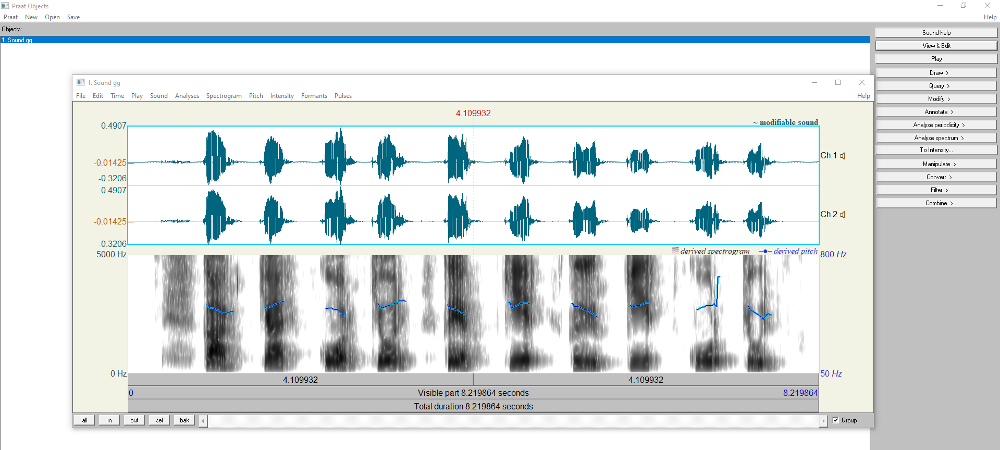 Praat Objects
Praat New Open Save Help
Objects:
1. Sound gg
Sound help
View & Edit
Play
Draw >
Query >
Modify >
Annotate >
Analyse periodicity >
Analyse spectrum >
To Intensity...
Manipulate >
Convert >
Filter >
Combine >
1. Sound gg
File Edit Time Play Sound Analyses Spectrogram Pitch Intensity Formants Pulses Help
4.109932
~ modifiable sound
0.4907
-0.01425
-0.3206
Ch 1
0.4907
-0.01425
-0.3206
Ch 2
derived spectrogram derived pitch
5000 Hz
800 Hz
0 Hz
50 Hz
4.109932 4.109932
0 Visible part 8.219864 seconds 8.219864
Total duration 8.219864 seconds
all in out sel bak Group